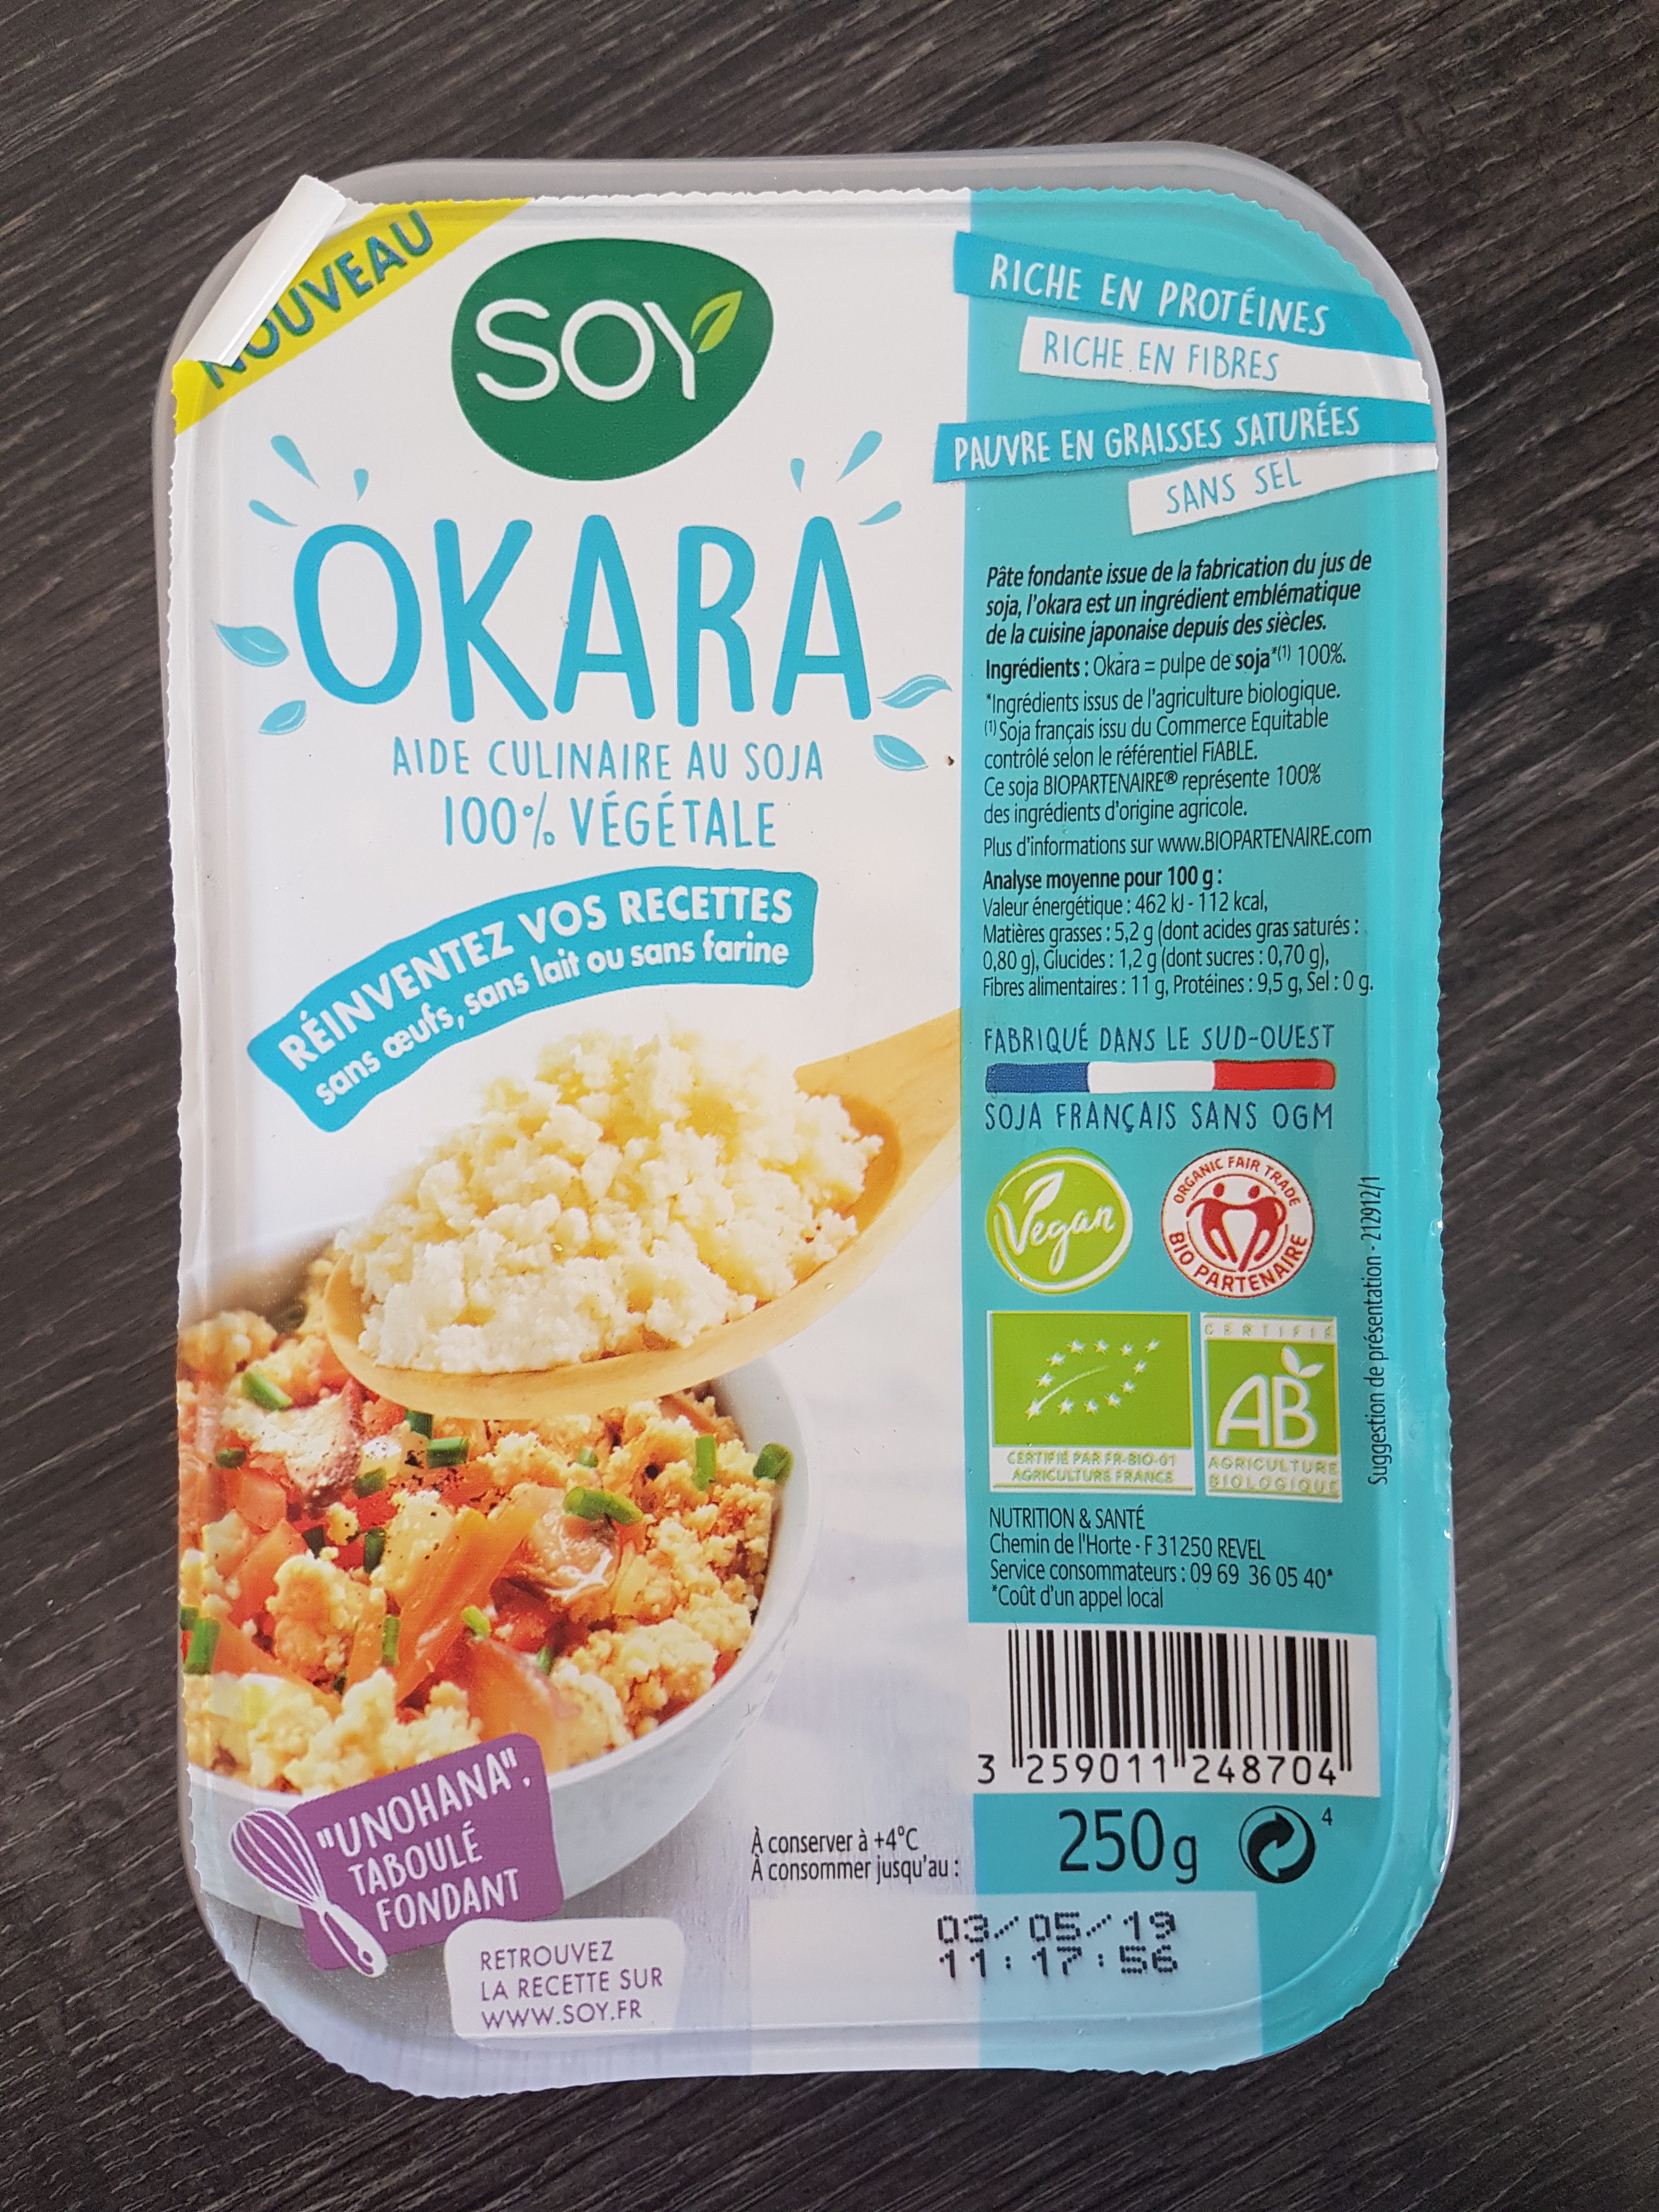 NOUVEAU
SOY
OKARA
AIDE CULINAIRE AU SOJA
100% VÉGÉTALE
RÉINVENTEZ VOS RECETTES
sans œufs, sans lait ou sans farine
"UNOHANA",
TABOULÉ
FONDANT
RETROUVEZ
LA RECETTE SUR
WWW.SOY.FR
RICHE EN PROTÉINES
RICHE EN FIBRES
PAUVRE EN GRAISSES SATURÉES
SANS SEL
Pâte fondante issue de la fabrication du jus de
soja, l'okara est un ingrédient emblématique
de la cuisine japonaise depuis des siècles.
Ingrédients : Okara = pulpe de soja*(1) 100%.
*Ingrédients issus de l'agriculture biologique.
(1) Soja français issu du Commerce Equitable
contrôlé selon le référentiel FiABLE.
Ce soja BIOPARTENAIRE® représente 100%
des ingrédients d'origine agricole.
Plus d'informations sur www.BIOPARTENAIRE.com
Analyse moyenne pour 100 g :
Valeur énergétique : 462 kJ - 112 kcal,
Matières grasses : 5,2 g (dont acides gras saturés :
0,80 g), Glucides : 1,2 g (dont sucres : 0,70 g),
Fibres alimentaires : 11 g, Protéines : 9,5 g, Sel : 0 g.
FABRIQUÉ DANS LE SUD-OUEST
SOJA FRANÇAIS SANS OGM
Vegan
ORGANIC FAIR TRADE
BIO PARTENAIRE
CERTIFIÉ PAR FR-BIO-01
AGRICULTURE FRANCE
CERTIFIÉ
AB
AGRICULTURE
BIOLOGIQUE
Suggestion de présentation - 212912/1
NUTRITION & SANTÉ
Chemin de l'Horte - F 31250 REVEL
Service consommateurs : 09 69 36 05 40*
*Coût d'un appel local
3 259011 248704
250g
4
À conserver à +4°C
À consommer jusqu'au :
03/05/19
11:17:56